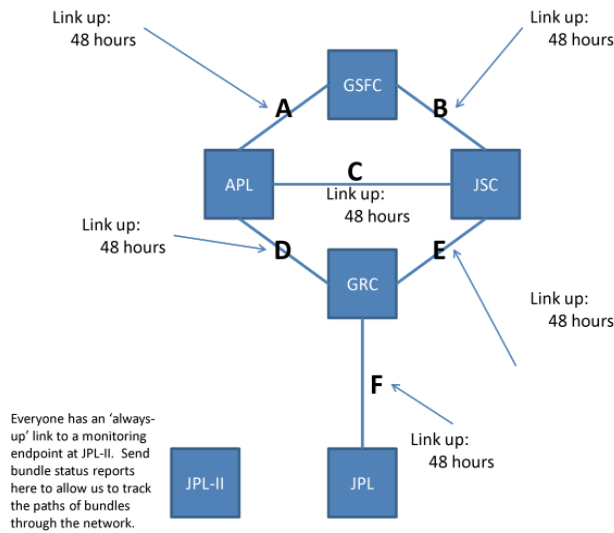 Link up:
48 hours
Link up:
48 hours
GSFC
A
B
C
APL
JSC
Link up:
48 hours
Link up:
48 hours
D
E
GRC
Link up:
48 hours
F
Link up:
48 hours
Everyone has an ‘always-
up’ link to a monitoring
endpoint at JPL-II.  Send
bundle status reports
here to allow us to track
the paths of bundles
through the network.
JPL-II
JPL